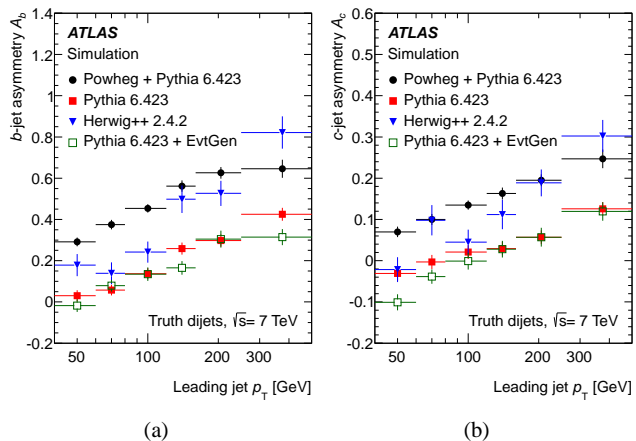 b-jet asymmetry A_b
1.4
1.2
1
0.8
0.6
0.4
0.2
0
-0.2
ATLAS
Simulation
Powheg + Pythia 6.423
Pythia 6.423
Herwig++ 2.4.2
Pythia 6.423 + EvtGen
Truth dijets, √s= 7 TeV
50
100
200
300
Leading jet p_T [GeV]
(a)
c-jet asymmetry A_c
0.6
0.5
0.4
0.3
0.2
0.1
0
-0.1
-0.2
ATLAS
Simulation
Powheg + Pythia 6.423
Pythia 6.423
Herwig++ 2.4.2
Pythia 6.423 + EvtGen
Truth dijets, √s= 7 TeV
50
100
200
300
Leading jet p_T [GeV]
(b)